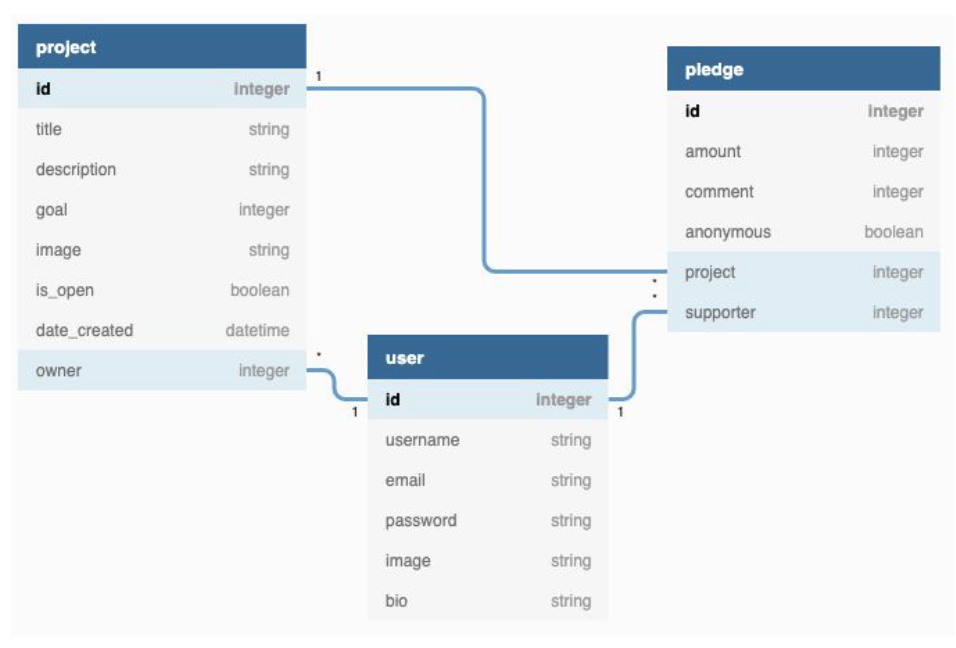 project
id integer
title string
description string
goal integer
image string
is_open boolean
date_created datetime
owner integer
1
*
pledge
id integer
amount integer
comment integer
anonymous boolean
project integer
supporter integer
*
*
user
id integer
username string
email string
password string
image string
bio string
1
1